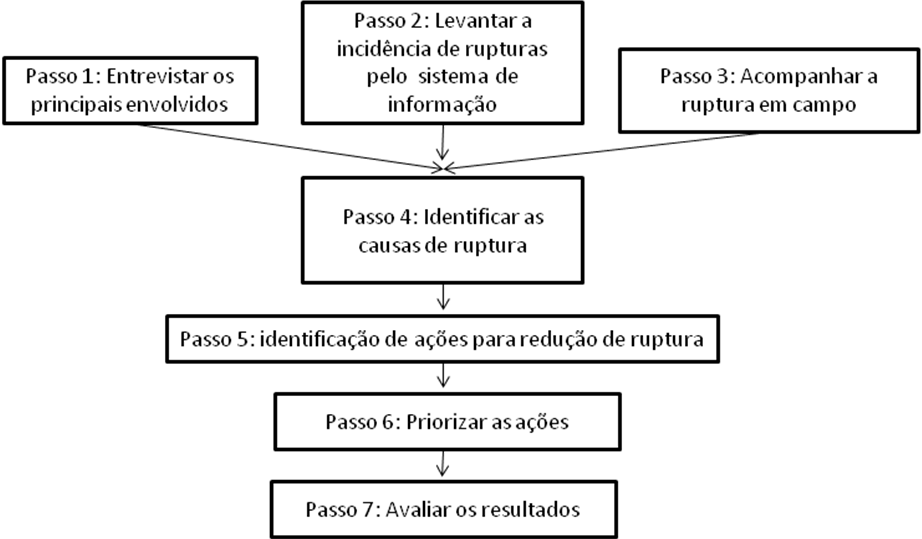 Passo 1: Entrevistar os
principais envolvidos
Passo 2: Levantar a
incidência de rupturas
pelo sistema de
informação
Passo 3: Acompanhar a
ruptura em campo
Passo 4: Identificar as
causas de ruptura
Passo 5: identificação de ações para redução de ruptura
Passo 6: Priorizar as ações
Passo 7: Avaliar os resultados